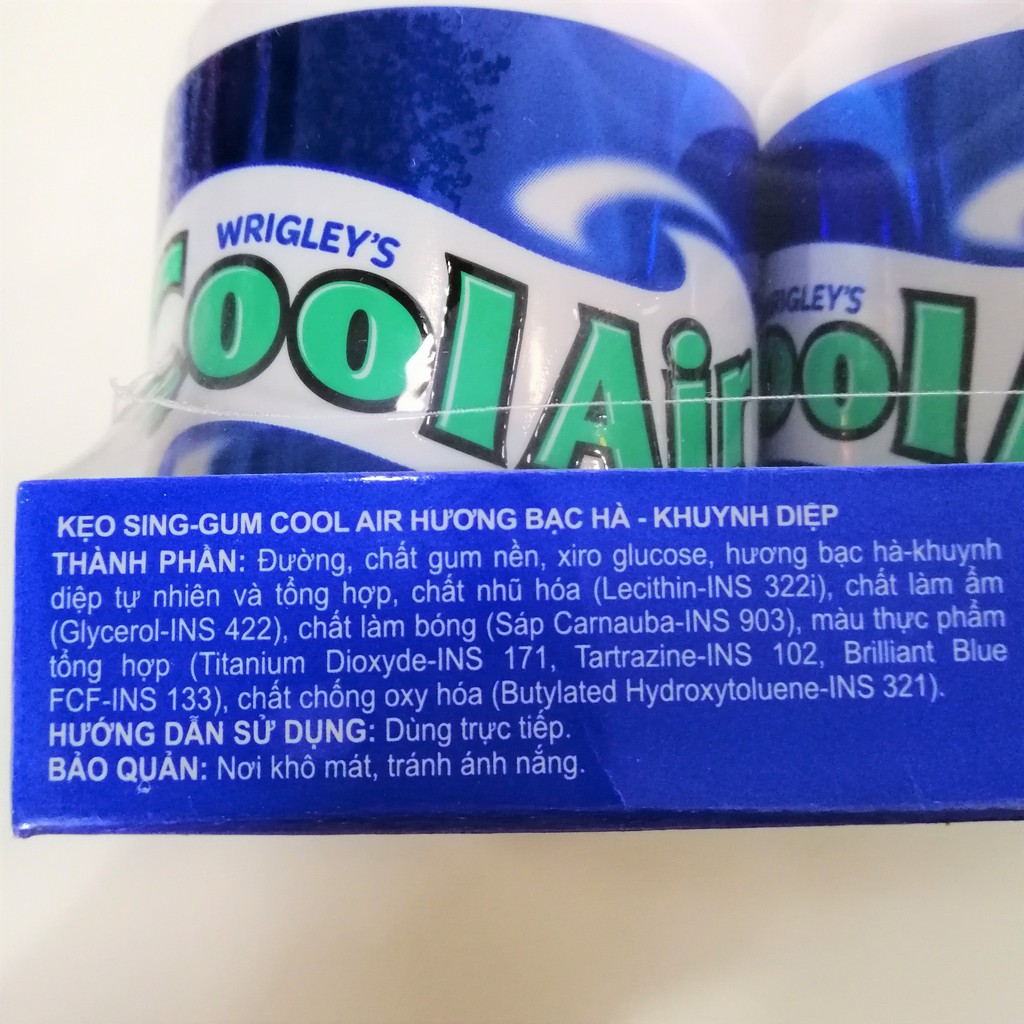 WRIGLEY'S
Cool Air
WRIGLEY'S
ool
KẸO SING-GUM COOL AIR HƯƠNG BẠC HÀ - KHUYNH DIỆP
THÀNH PHẦN: Đường, chất gum nền, xiro glucose, hương bạc hà-khuynh
diệp tự nhiên và tổng hợp, chất nhũ hóa (Lecithin-INS 322i), chất làm ẩm
(Glycerol-INS 422), chất làm bóng (Sáp Carnauba-INS 903), màu thực phẩm
tổng hợp (Titanium Dioxyde-INS 171, Tartrazine-INS 102, Brilliant Blue
FCF-INS 133), chất chống oxy hóa (Butylated Hydroxytoluene-INS 321).
HƯỚNG DẪN SỬ DỤNG: Dùng trực tiếp.
BẢO QUẢN: Nơi khô mát, tránh ánh nắng.